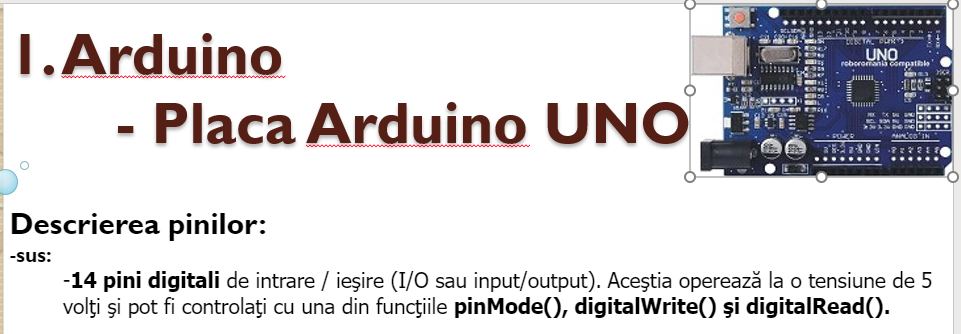 1. Arduino
- Placa Arduino UNO
UNO
roboromania compatible
Descrierea pinilor:
-sus:
-14 pini digitali de intrare / ieşire (I/O sau input/output). Aceştia operează la o tensiune de 5
volţi şi pot fi controlaţi cu una din funcţiile pinMode(), digitalWrite() şi digitalRead().